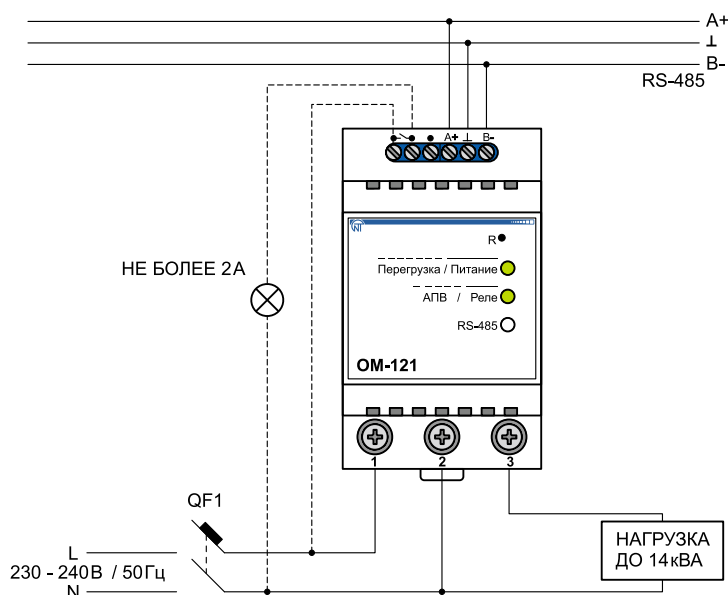 A+
⊥
B-
RS-485
A+ ⊥ B-
НЕ БОЛЕЕ 2А
R
Перегрузка / Питание
АПВ / Реле
RS-485
ОМ-121
1 2 3
QF1
L
230 - 240В / 50Гц
N
НАГРУЗКА
ДО 14кВА